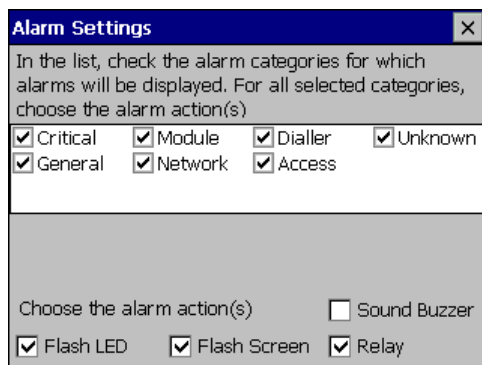 Alarm Settings
In the list, check the alarm categories for which
alarms will be displayed. For all selected categories,
choose the alarm action(s)
Critical Module Dialler Unknown
General Network Access
Choose the alarm action(s) Sound Buzzer
Flash LED Flash Screen Relay